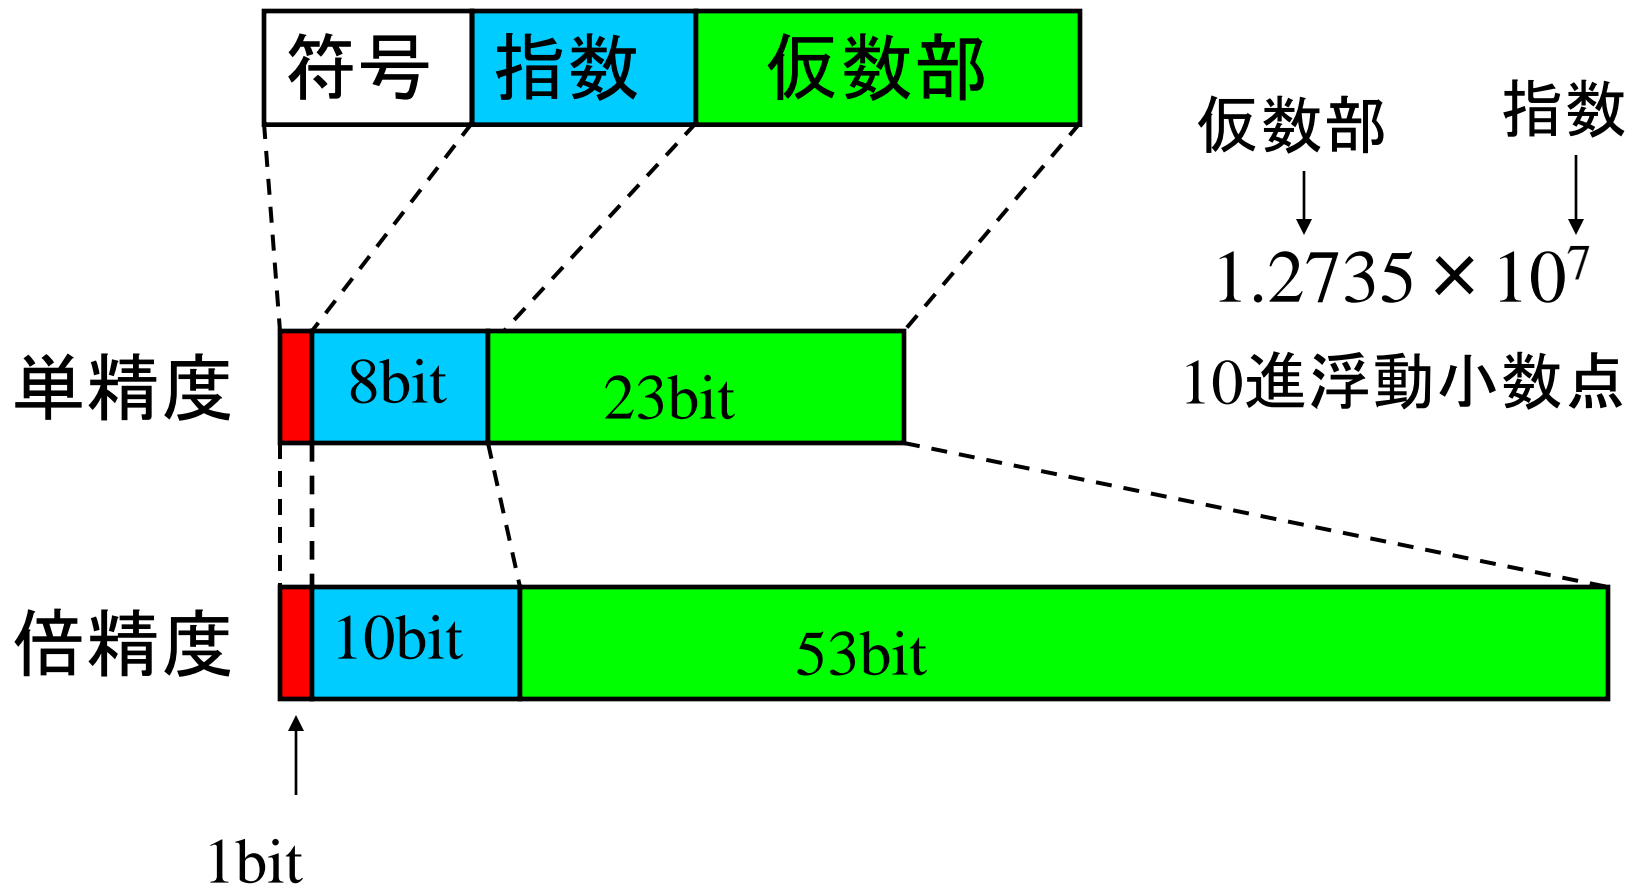 符号 指数 仮数部
仮数部 指数
1.2735×10⁷
10進浮動小数点
単精度 8bit 23bit
倍精度 10bit 53bit
1bit